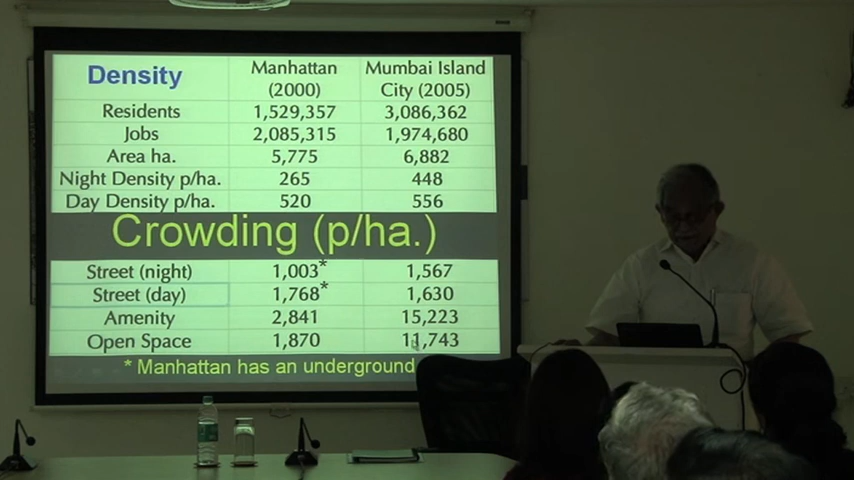 Density Manhattan (2000) Mumbai Island City (2005)
Residents 1,529,357 3,086,362
Jobs 2,085,315 1,974,680
Area ha. 5,775 6,882
Night Density p/ha. 265 448
Day Density p/ha. 520 556
Crowding (p/ha.)
Street (night) 1,003* 1,567
Street (day) 1,768* 1,630
Amenity 2,841 15,223
Open Space 1,870 11,743
* Manhattan has an underground